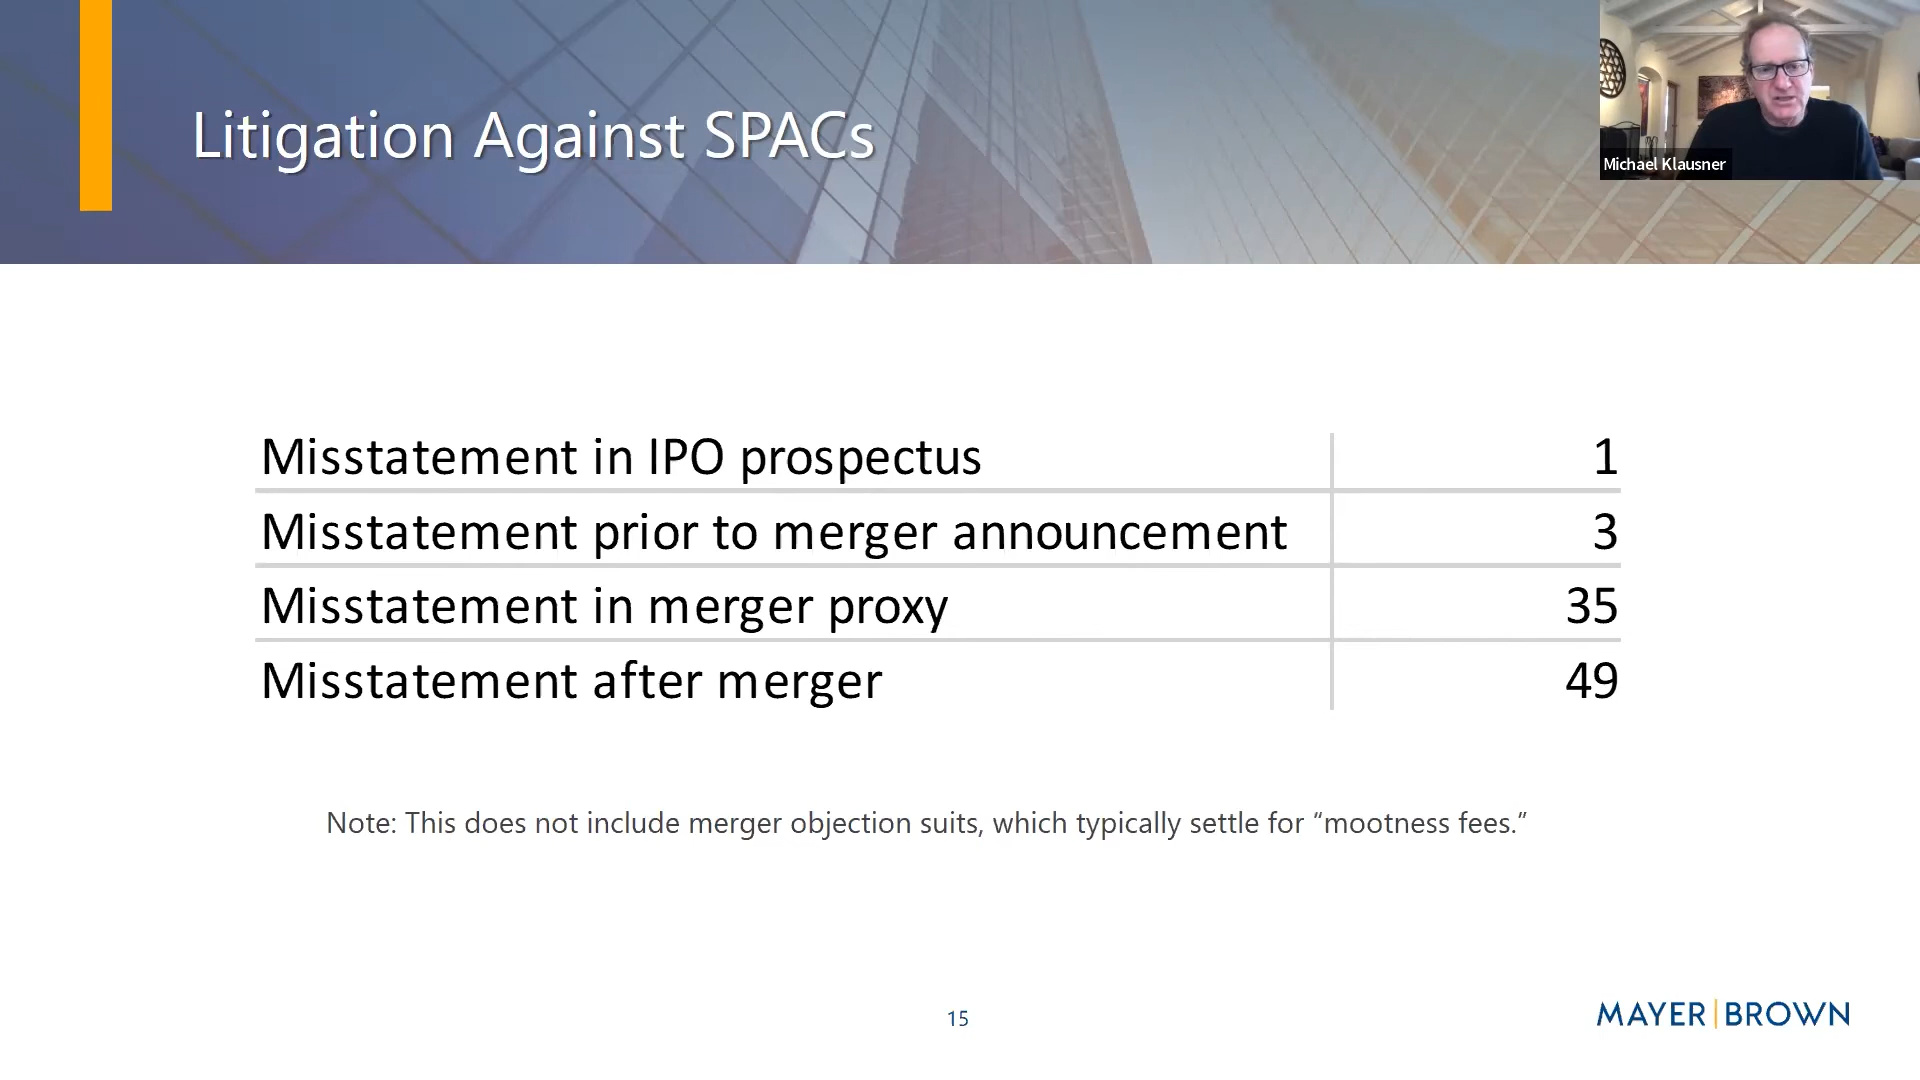 Litigation Against SPACs
Michael Klausner
Misstatement in IPO prospectus 1
Misstatement prior to merger announcement 3
Misstatement in merger proxy 35
Misstatement after merger 49
Note: This does not include merger objection suits, which typically settle for “mootness fees.”
15
MAYER|BROWN